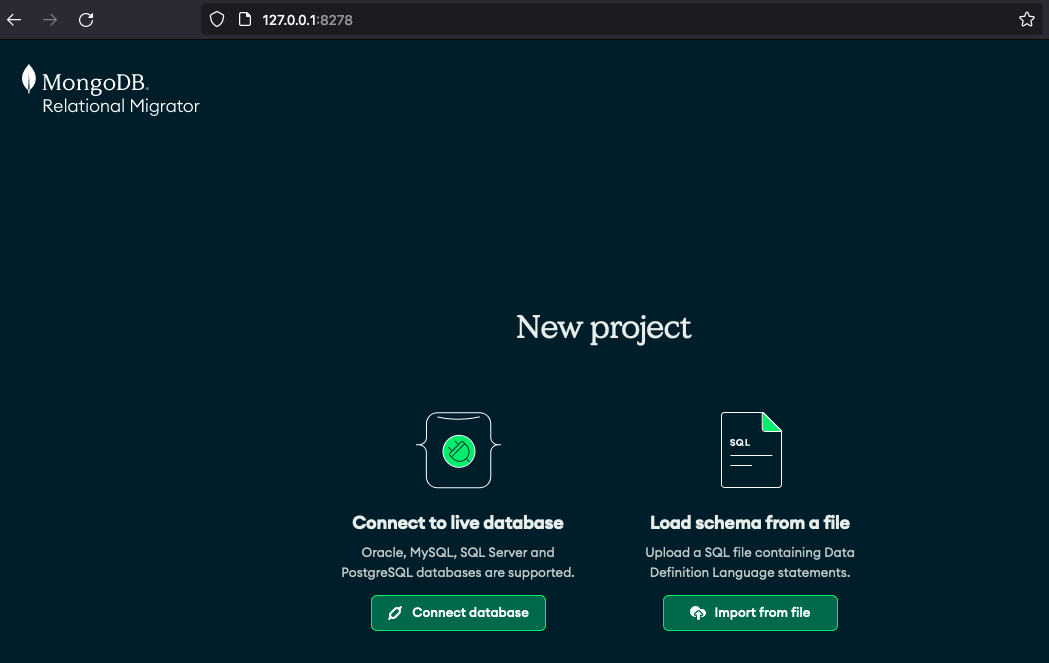 127.0.0.1:8278
MongoDB.
Relational Migrator
New project
SQL
Connect to live database
Oracle, MySQL, SQL Server and
PostgreSQL databases are supported.
Connect database
Load schema from a file
Upload a SQL file containing Data
Definition Language statements.
Import from file